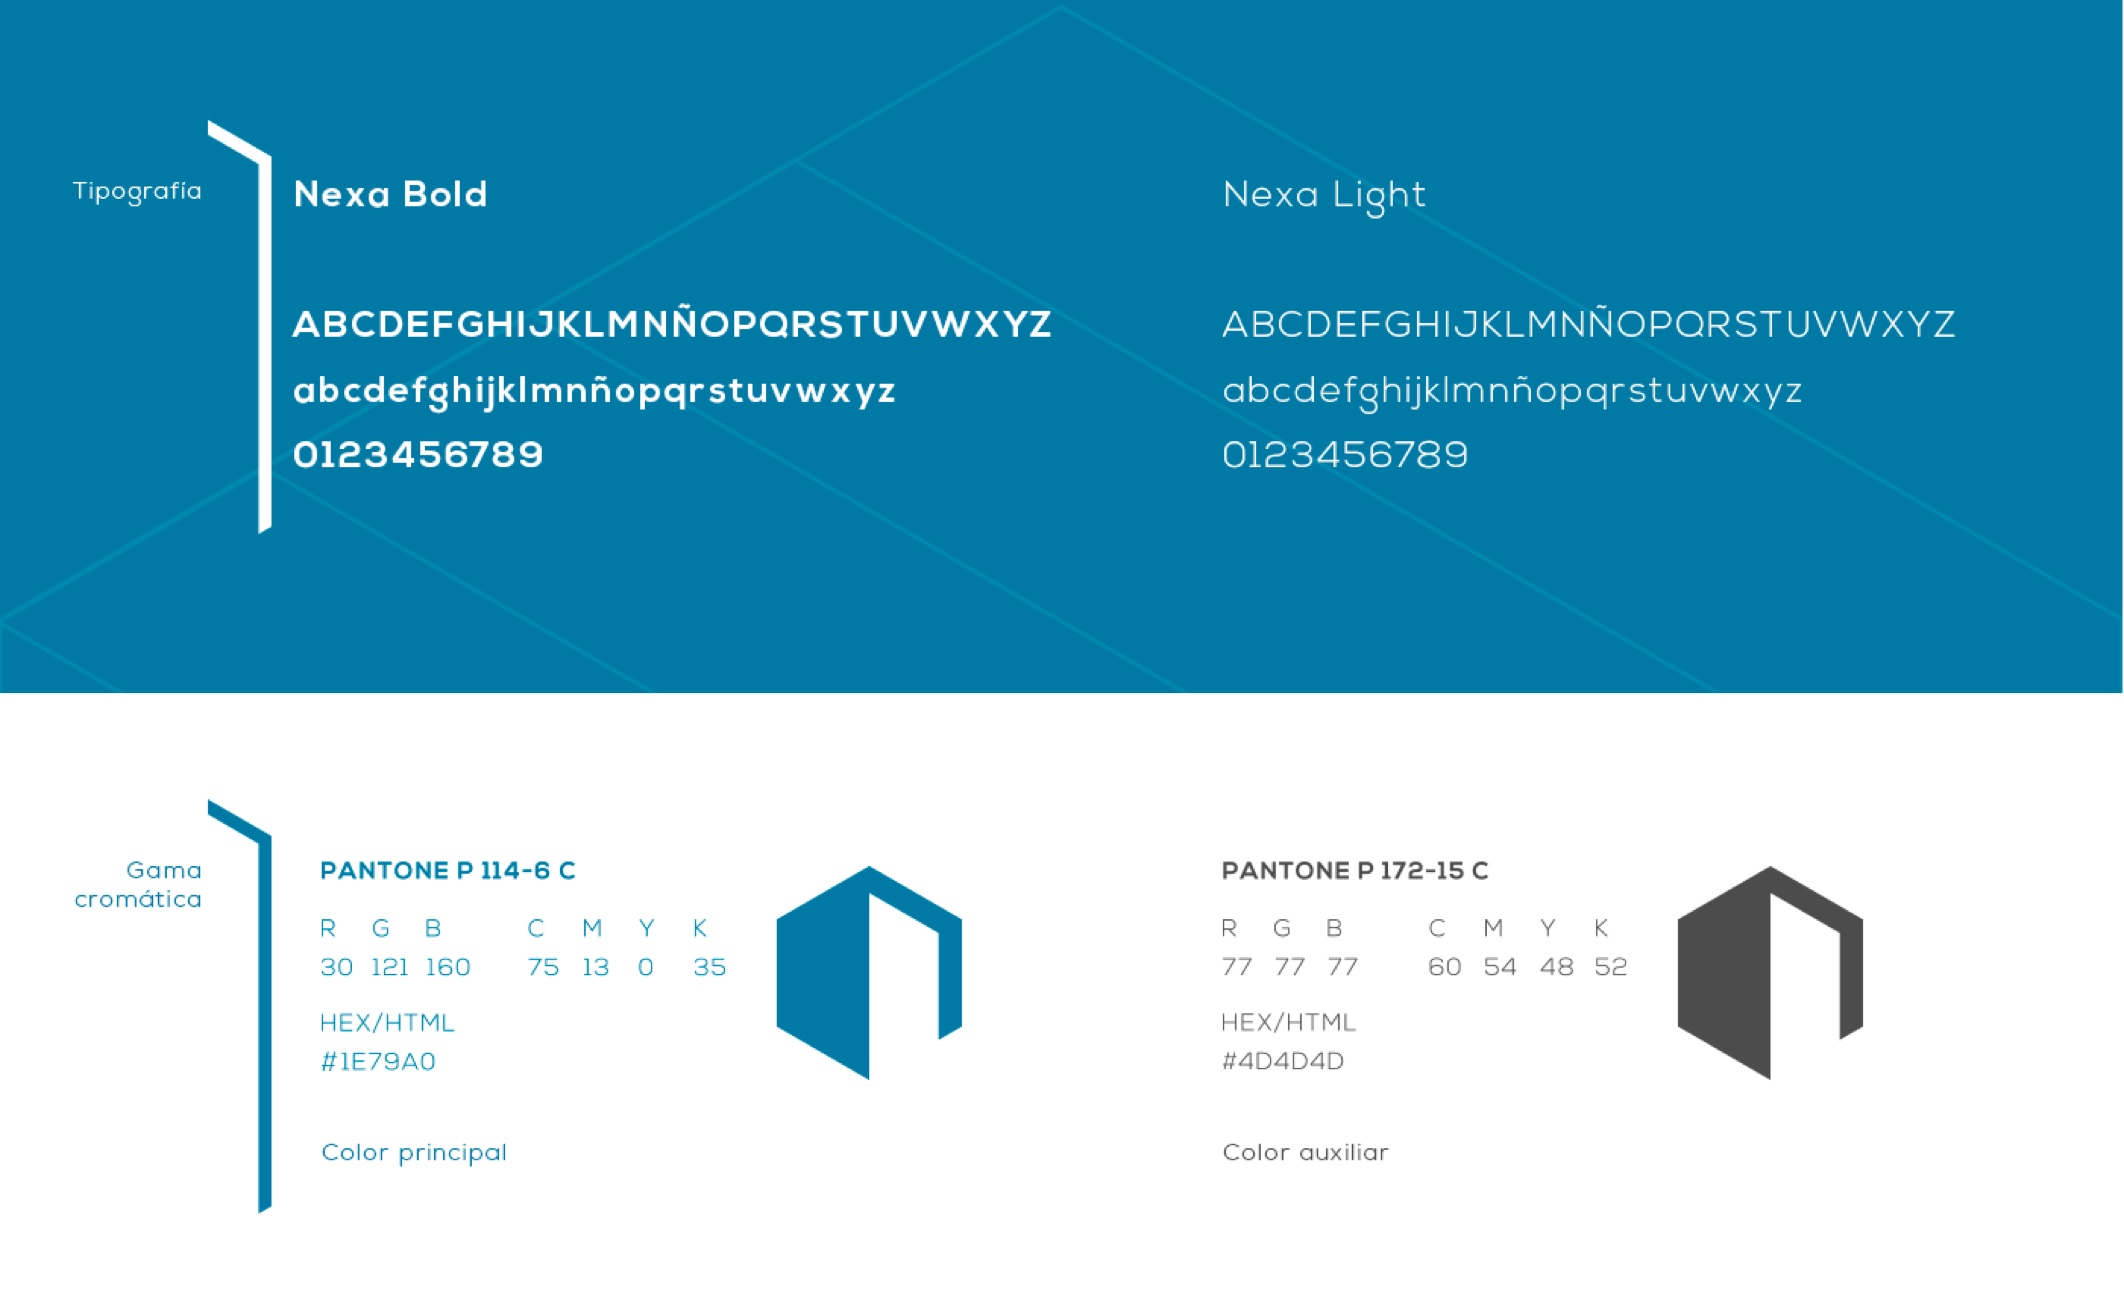 Tipografía
Nexa Bold
ABCDEFGHIJKLMNÑOPQRSTUVWXYZ
abcdefghijklmnñopqrstuvwxyz
0123456789
Nexa Light
ABCDEFGHIJKLMNÑOPQRSTUVWXYZ
abcdefghijklmnñopqrstuvwxyz
0123456789
Gama
cromática
PANTONE P 114-6 C
R G B C M Y K
30 121 160 75 13 0 35
HEX/HTML
#1E79A0
Color principal
PANTONE P 172-15 C
R G B C M Y K
77 77 77 60 54 48 52
HEX/HTML
#4D4D4D
Color auxiliar